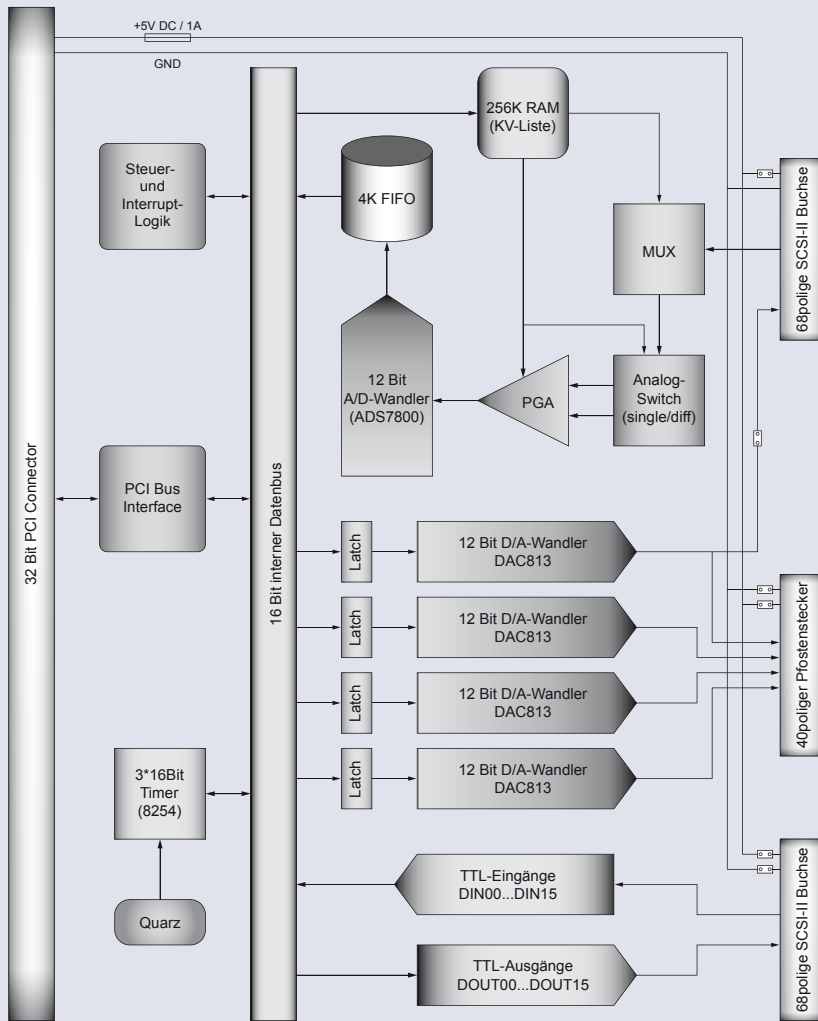 +5V DC / 1A
GND
32 Bit PCI Connector
16 Bit interner Datenbus
Steuer-
und
Interrupt-
Logik
4K FIFO
256K RAM
(KV-Liste)
MUX
68polige SCSI-II Buchse
12 Bit
A/D-Wandler
(ADS7800)
PGA
Analog-
Switch
(single/diff)
PCI Bus
Interface
Latch
12 Bit D/A-Wandler
DAC813
Latch
12 Bit D/A-Wandler
DAC813
Latch
12 Bit D/A-Wandler
DAC813
Latch
12 Bit D/A-Wandler
DAC813
40poliger Pfostenstecker
3*16Bit
Timer
(8254)
Quarz
TTL-Eingänge
DIN00...DIN15
TTL-Ausgänge
DOUT00...DOUT15
68polige SCSI-II Buchse